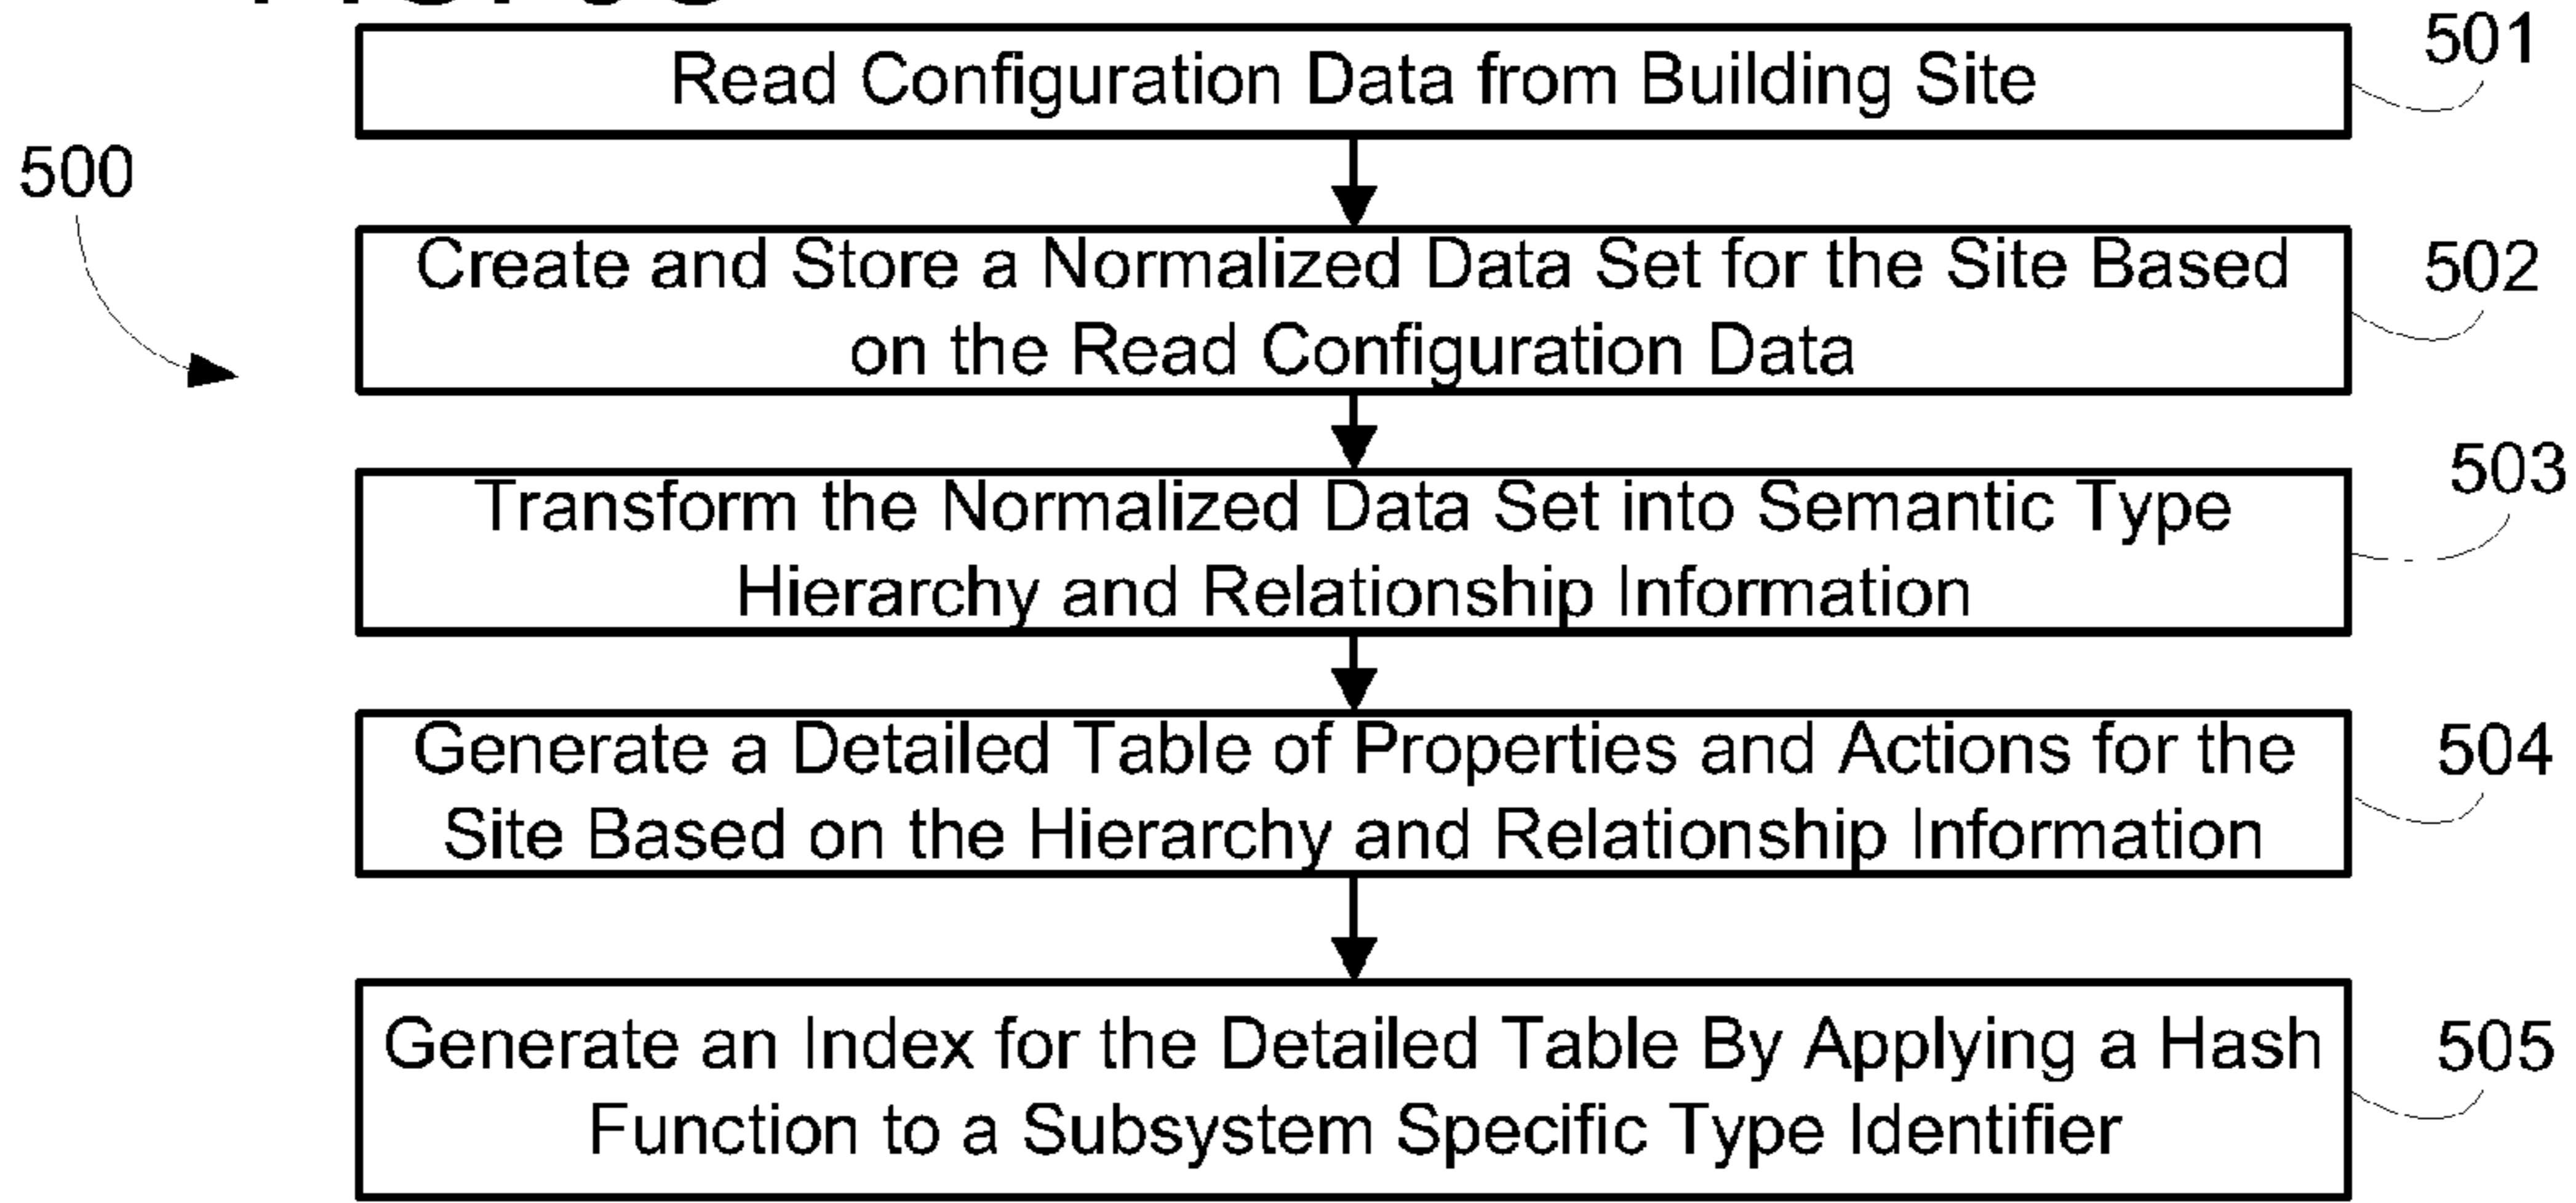 Read Configuration Data from Building Site
501
500
Create and Store a Normalized Data Set for the Site Based
on the Read Configuration Data
502
Transform the Normalized Data Set into Semantic Type
Hierarchy and Relationship Information
503
Generate a Detailed Table of Properties and Actions for the
Site Based on the Hierarchy and Relationship Information
504
Generate an Index for the Detailed Table By Applying a Hash
Function to a Subsystem Specific Type Identifier
505